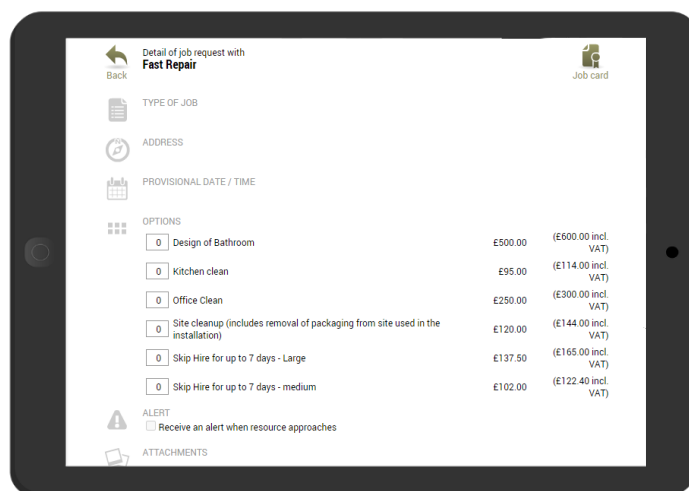 Detail of job request with
Fast Repair
Back
Job card
TYPE OF JOB
ADDRESS
PROVISIONAL DATE / TIME
OPTIONS
0 Design of Bathroom £500.00 (£600.00 incl.
VAT)
0 Kitchen clean £95.00 (£114.00 incl.
VAT)
0 Office Clean £250.00 (£300.00 incl.
VAT)
0 Site cleanup (includes removal of packaging from site used in the
installation) £120.00 (£144.00 incl.
VAT)
0 Skip Hire for up to 7 days - Large £137.50 (£165.00 incl.
VAT)
0 Skip Hire for up to 7 days - medium £102.00 (£122.40 incl.
VAT)
ALERT
Receive an alert when resource approaches
ATTACHMENTS